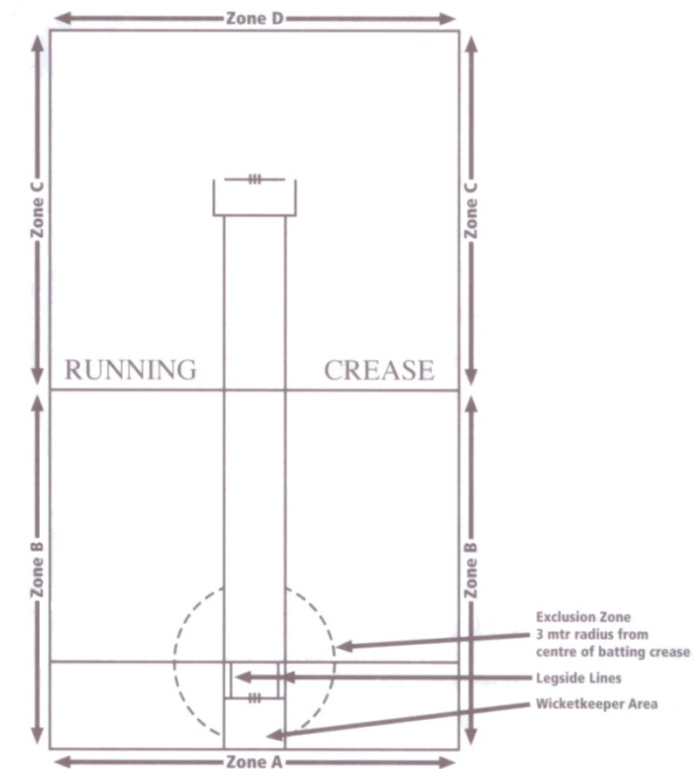 Zone D
Zone C
Zone C
RUNNING CREASE
Zone B
Zone B
Exclusion Zone
3 mtr radius from
centre of batting crease
Legside Lines
Wicketkeeper Area
Zone A